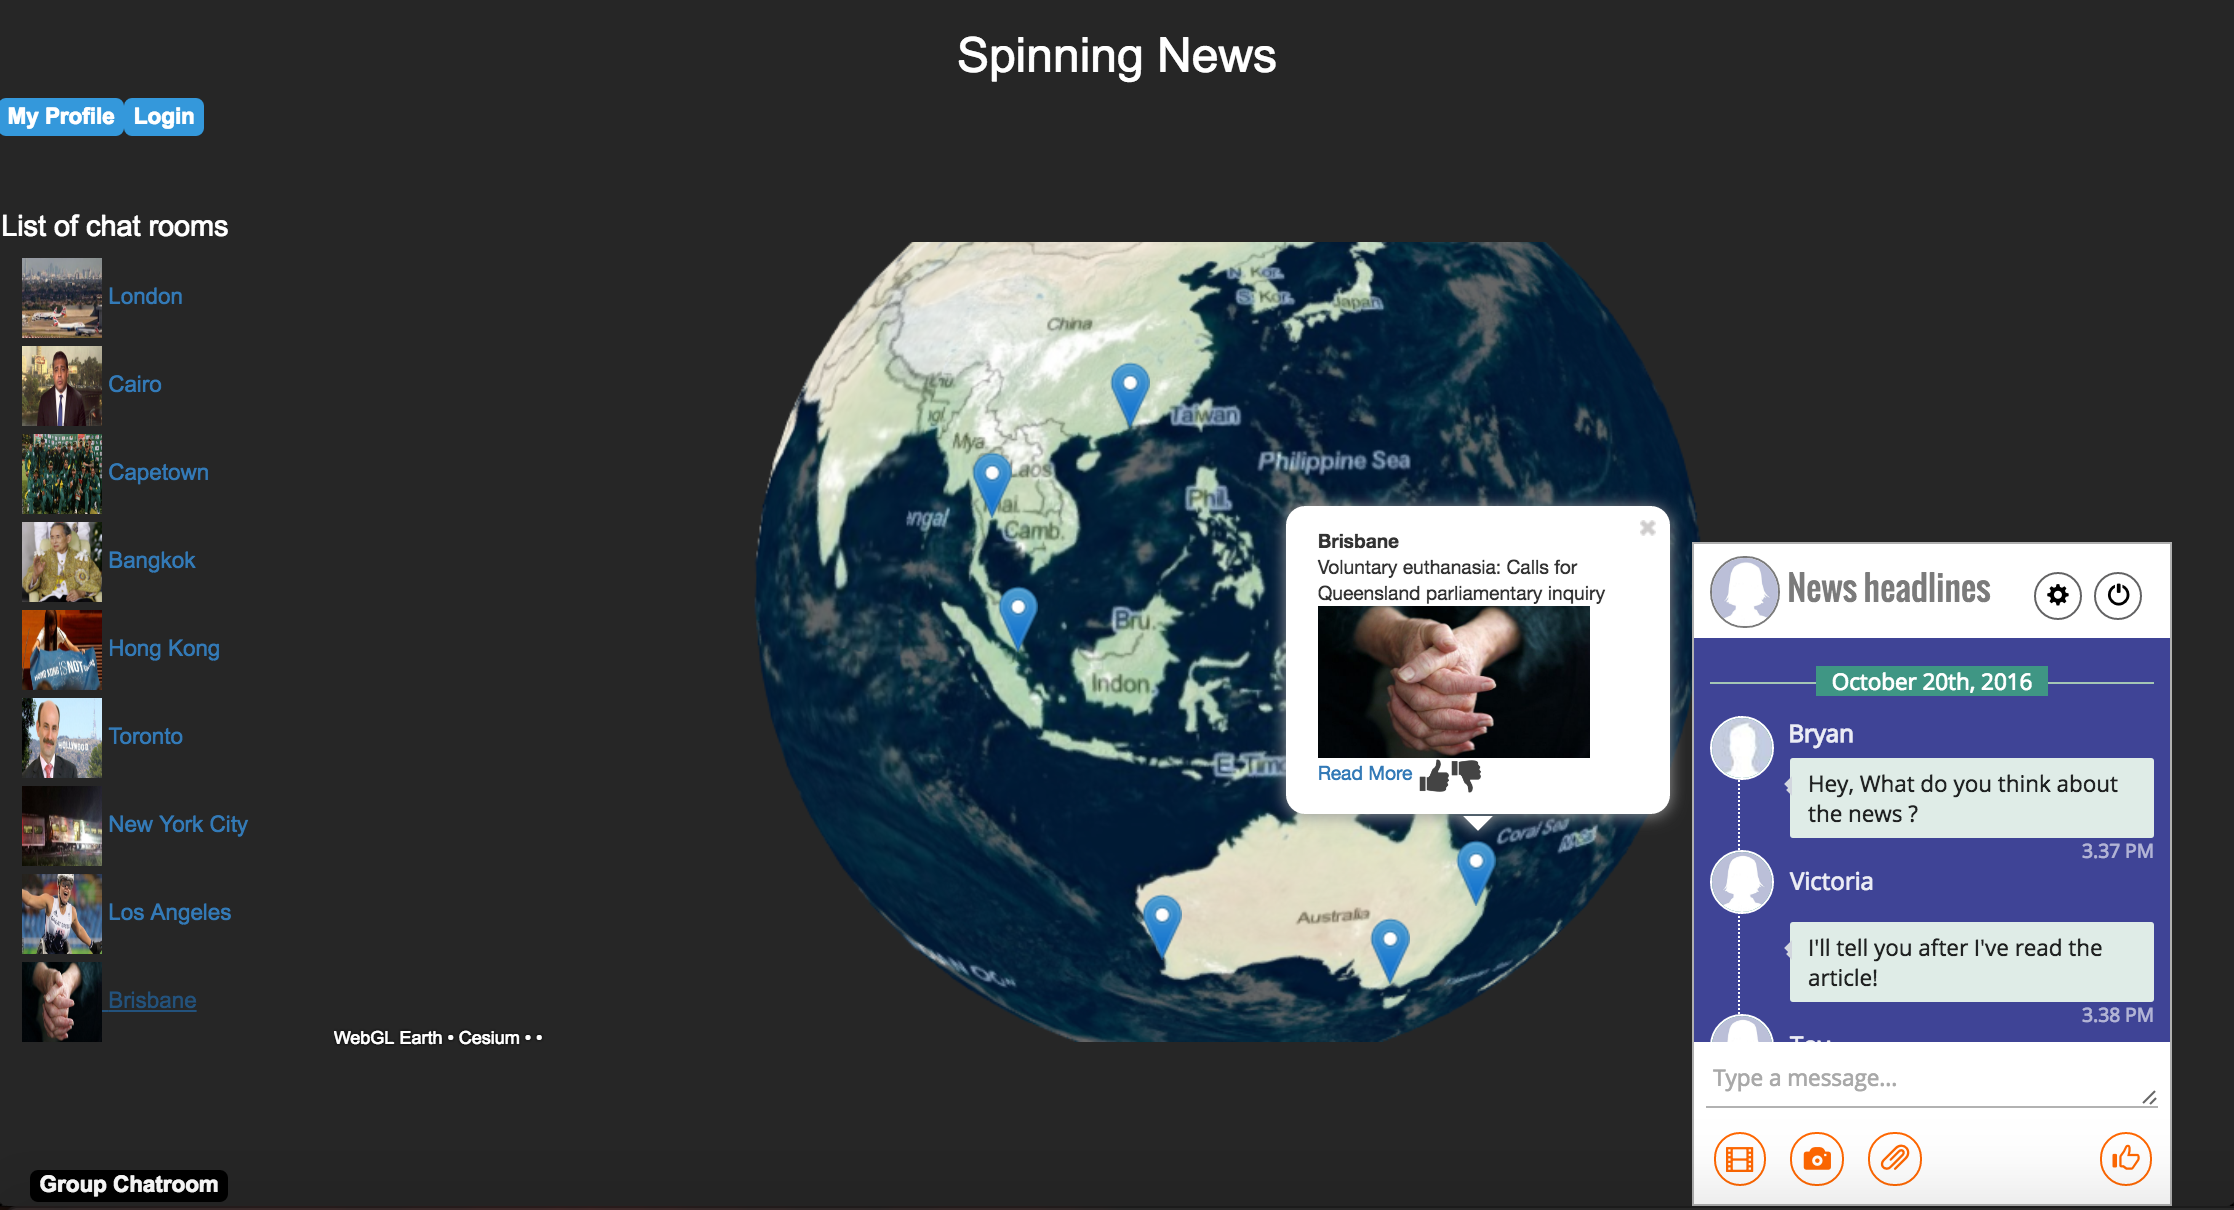 Spinning News
My Profile
Login
List of chat rooms
London
Cairo
Capetown
Bangkok
Hong Kong
Toronto
New York City
Los Angeles
Brisbane
WebGL Earth • Cesium • •
Group Chatroom
N. Kor.
S. Kor.
Japan
China
Taiwan
Mya.
Laos
Philippine Sea
Phil.
Camb.
Bru.
Indon.
Australia
Coral Sea
Brisbane
Voluntary euthanasia: Calls for
Queensland parliamentary inquiry
Read More
News headlines
October 20th, 2016
Bryan
Hey, What do you think about
the news ?
3.37 PM
Victoria
I'll tell you after I've read the
article!
3.38 PM
Type a message...